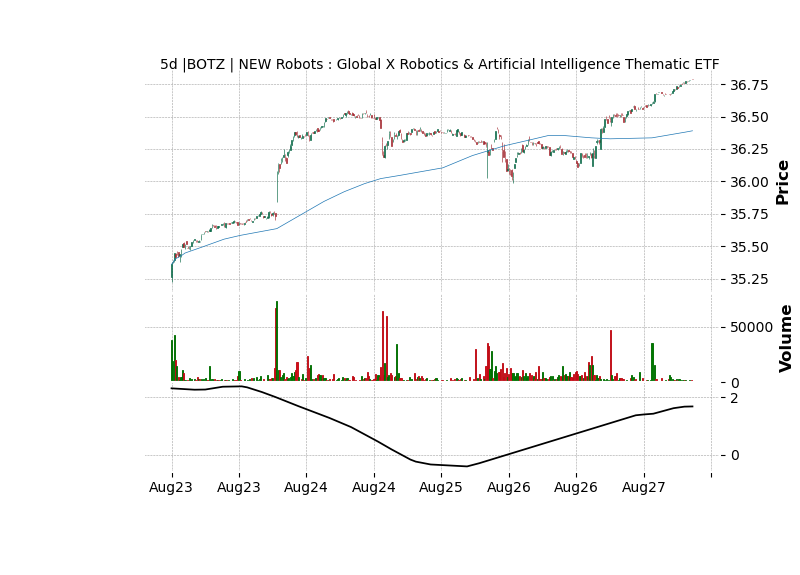 5d |BOTZ | NEW Robots : Global X Robotics & Artificial Intelligence Thematic ETF
36.75
36.50
36.25
36.00
35.75
35.50
35.25
Price
50000
0
Volume
2
0
Aug23 Aug23 Aug24 Aug24 Aug25 Aug26 Aug26 Aug27